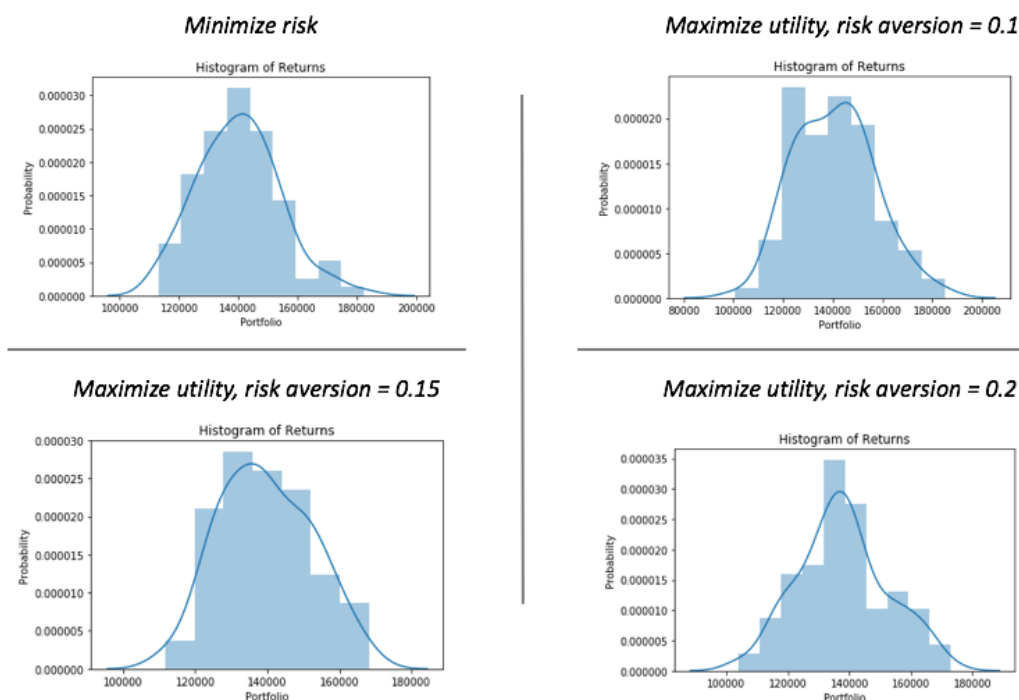 Minimize risk
Histogram of Returns
0.000030
0.000025
0.000020
0.000015
0.000010
0.000005
0.000000
Probability
100000 120000 140000 160000 180000 200000
Portfolio
Maximize utility, risk aversion = 0.1
Histogram of Returns
0.000020
0.000015
0.000010
0.000005
0.000000
Probability
80000 100000 120000 140000 160000 180000 200000
Portfolio
Maximize utility, risk aversion = 0.15
Histogram of Returns
0.000030
0.000025
0.000020
0.000015
0.000010
0.000005
0.000000
Probability
100000 120000 140000 160000 180000
Portfolio
Maximize utility, risk aversion = 0.2
Histogram of Returns
0.000035
0.000030
0.000025
0.000020
0.000015
0.000010
0.000005
0.000000
Probability
100000 120000 140000 160000 180000
Portfolio